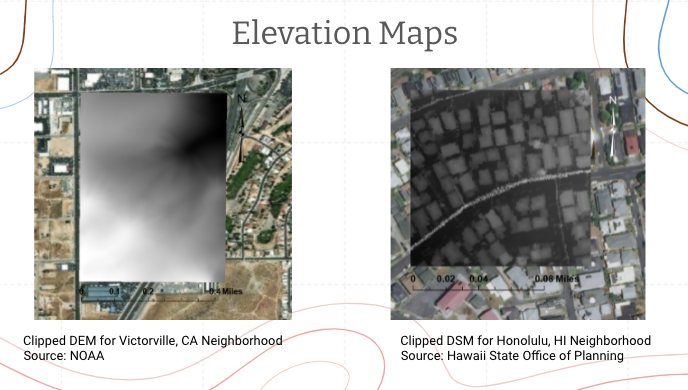 Elevation Maps
N
0.1 0.2 0.4 Miles
Clipped DEM for Victorville, CA Neighborhood
Source: NOAA
N
0 0.02 0.04 0.08 Miles
Clipped DSM for Honolulu, HI Neighborhood
Source: Hawaii State Office of Planning